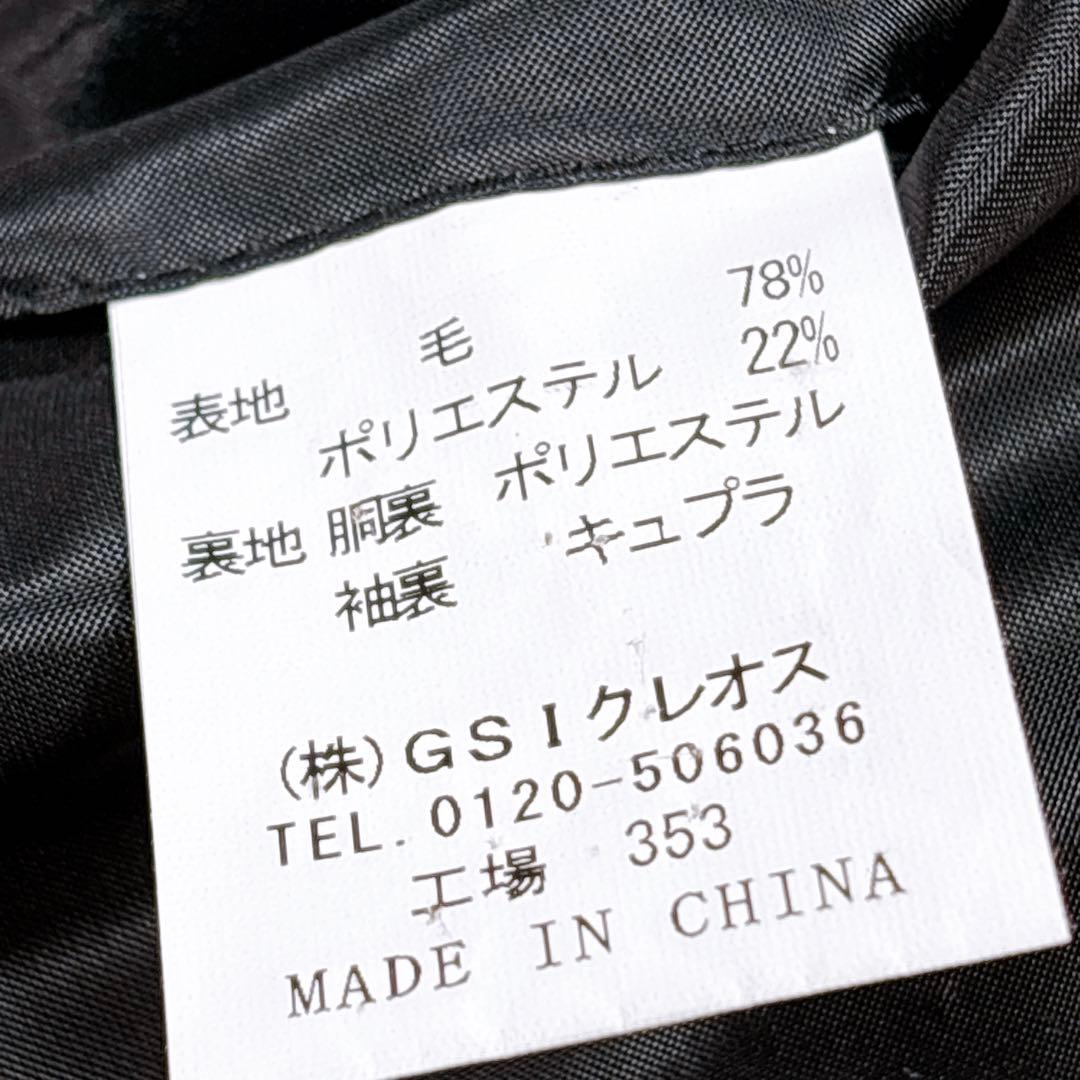 表地 毛 78%
ポリエステル 22%
裏地 胴裏 ポリエステル
袖裏 キュプラ
(株)GSIクレオス
TEL. 0120-506036
工場 353
MADE IN CHINA